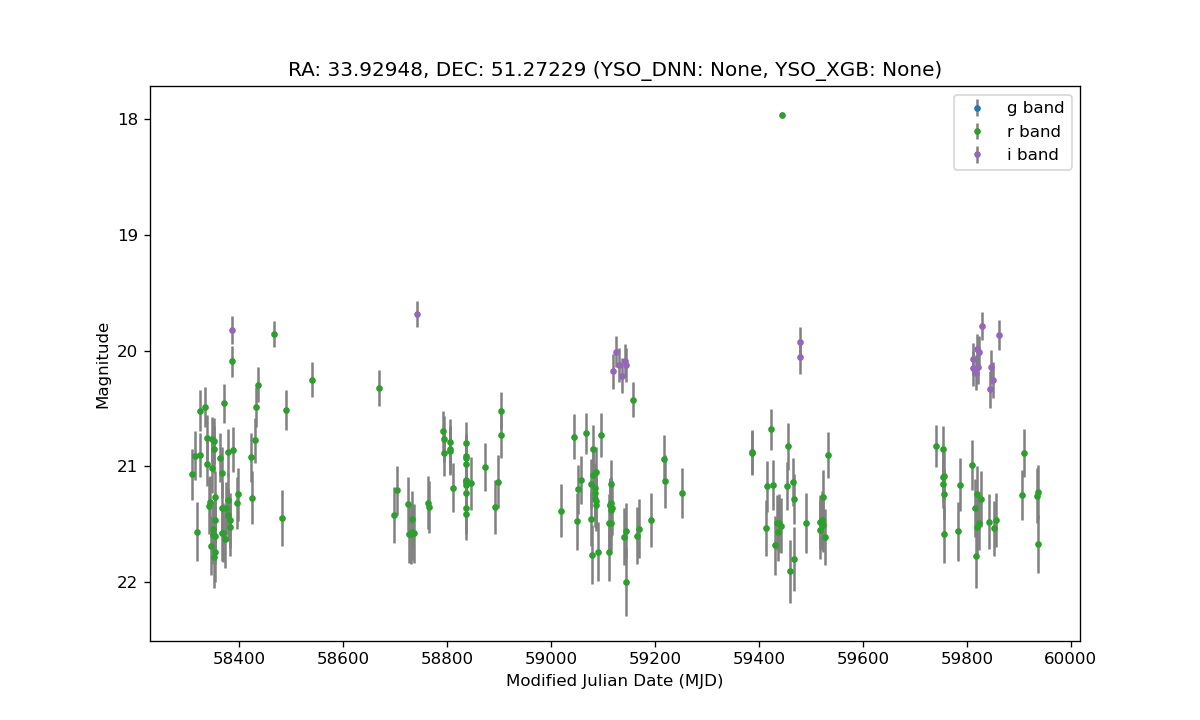 RA: 33.92948, DEC: 51.27229 (YSO_DNN: None, YSO_XGB: None)
g band
r band
i band
18
19
20
21
22
Magnitude
58400 58600 58800 59000 59200 59400 59600 59800 60000
Modified Julian Date (MJD)